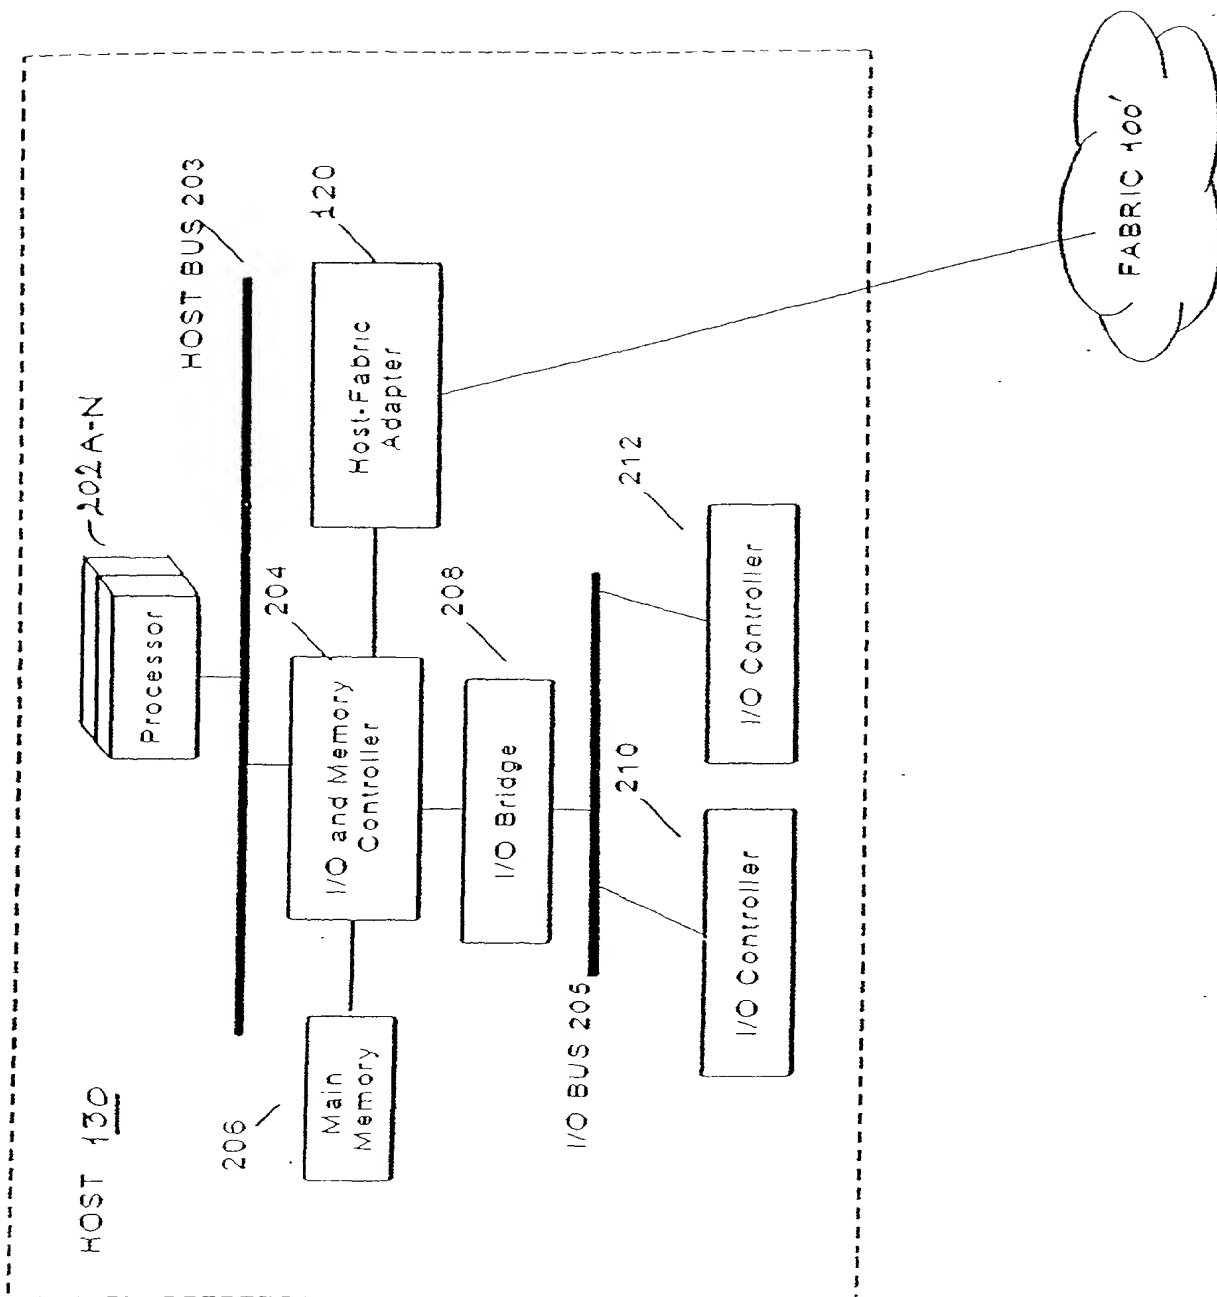 HOST 130
Processor
202A-N
HOST BUS 203
206
Main
Memory
204
I/O and Memory
Controller
120
Host-Fabric
Adapter
208
I/O Bridge
I/O BUS 205
210
I/O Controller
212
I/O Controller
FABRIC 100'